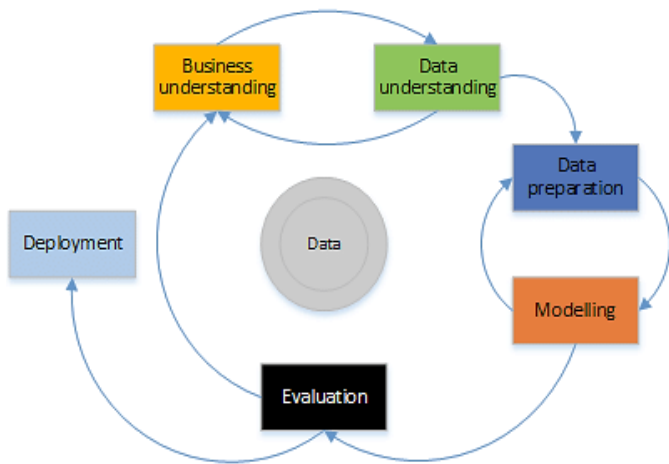 Business
understanding
Data
understanding
Data
preparation
Deployment
Data
Modelling
Evaluation